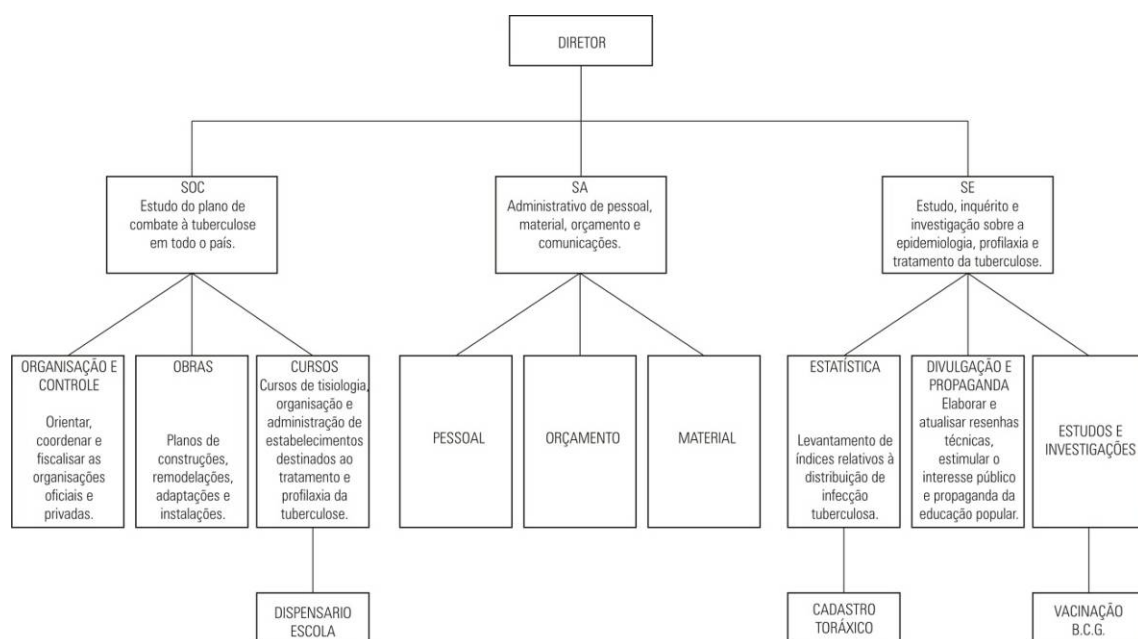 DIRETOR
SOC
Estudo do plano de
combate à tuberculose
em todo o país.
SA
Administrativo de pessoal,
material, orçamento e
comunicações.
SE
Estudo, inquérito e
investigação sobre a
epidemiologia, profilaxia e
tratamento da tuberculose.
ORGANISAÇÃO E
CONTROLE
Orientar,
coordenar e
fiscalisar as
organisações
oficiais e
privadas.
OBRAS
Planos de
construções,
remodelações,
adaptações e
instalações.
CURSOS
Cursos de tisiologia,
organisação e
administração de
estabelecimentos
destinados ao
tratamento e
profilaxia da
tuberculose.
PESSOAL
ORÇAMENTO
MATERIAL
ESTATÍSTICA
Levantamento de
índices relativos à
distribuição de
infecção
tuberculosa.
DIVULGAÇÃO E
PROPAGANDA
Elaborar e
atualisar resenhas
técnicas,
estimular o
interesse público
e propaganda da
educação popular.
ESTUDOS E
INVESTIGAÇÕES
DISPENSARIO
ESCOLA
CADASTRO
TORÁXICO
VACINAÇÃO
B.C.G.